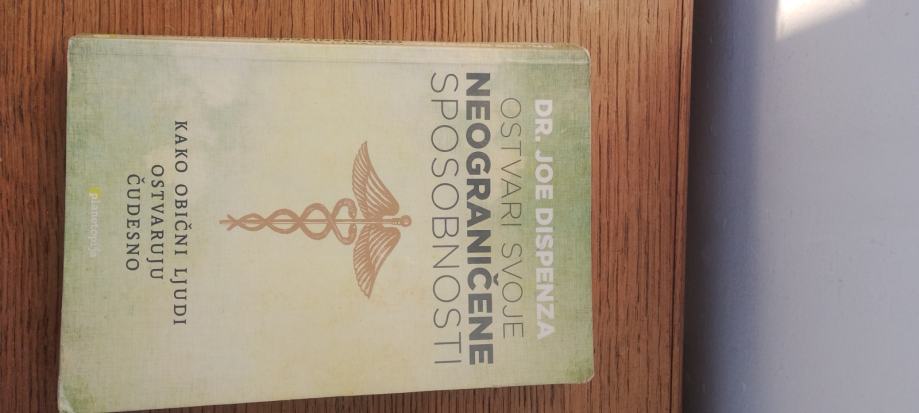 DR. JOE DISPENZA
OSTVARI SVOJE
NEOGRANIČENE
SPOSOBNOSTI
KAKO OBIČNI LJUDI
OSTVARUJU
ČUDESNO
planetopija